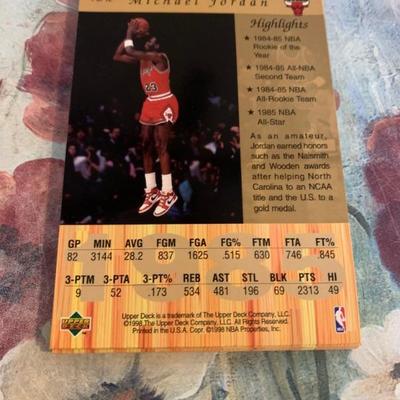 Michael Jordan
Highlights
★ 1984-85 NBA
Rookie of the
Year
★ 1984-85 All-NBA
Second Team
★ 1984-85 NBA
All-Rookie Team
★ 1985 NBA
All-Star
As an amateur,
Jordan earned honors
such as the Naismith
and Wooden awards
after helping North
Carolina to an NCAA
title and the U.S. to a
gold medal.
23
GP MIN AVG FGM FGA FG% FTM FTA FT%
82 3144 28.2 837 1625 .515 630 746 .845
3-PTM 3-PTA 3-PT% REB AST STL BLK PTS HI
9 52 .173 534 481 196 69 2313 49
Upper Deck is a trademark of The Upper Deck Company, LLC.
©1998 The Upper Deck Company, LLC. All Rights Reserved.
Printed in the U.S.A. Copr. ©1998 NBA Properties, Inc.
UPPER
DECK
NBA